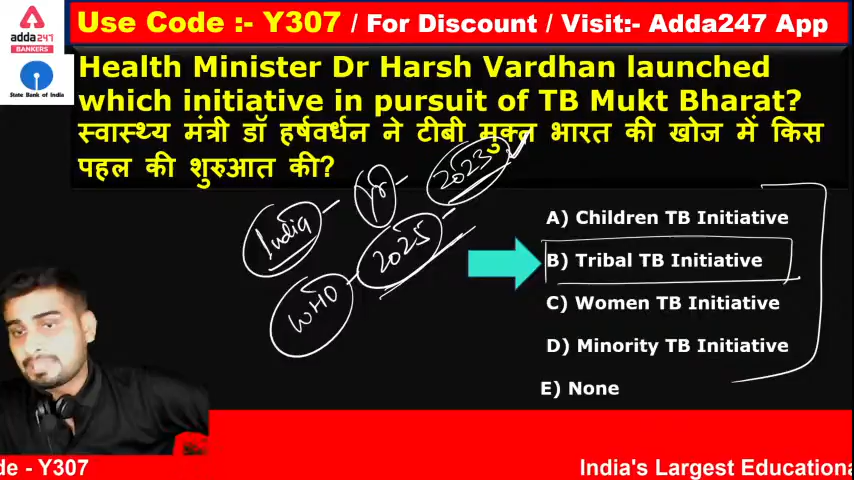 Use Code :- Y307 / For Discount / Visit:- Adda247 App
adda247
BANKERS
State Bank of India
Health Minister Dr Harsh Vardhan launched
which initiative in pursuit of TB Mukt Bharat?
स्वास्थ्य मंत्री डॉ हर्षवर्धन ने टीबी मुक्त भारत की खोज में किस
पहल की शुरुआत की?
India
2023
2025
WHO
A) Children TB Initiative
B) Tribal TB Initiative
C) Women TB Initiative
D) Minority TB Initiative
E) None
de - Y307
India's Largest Educationa